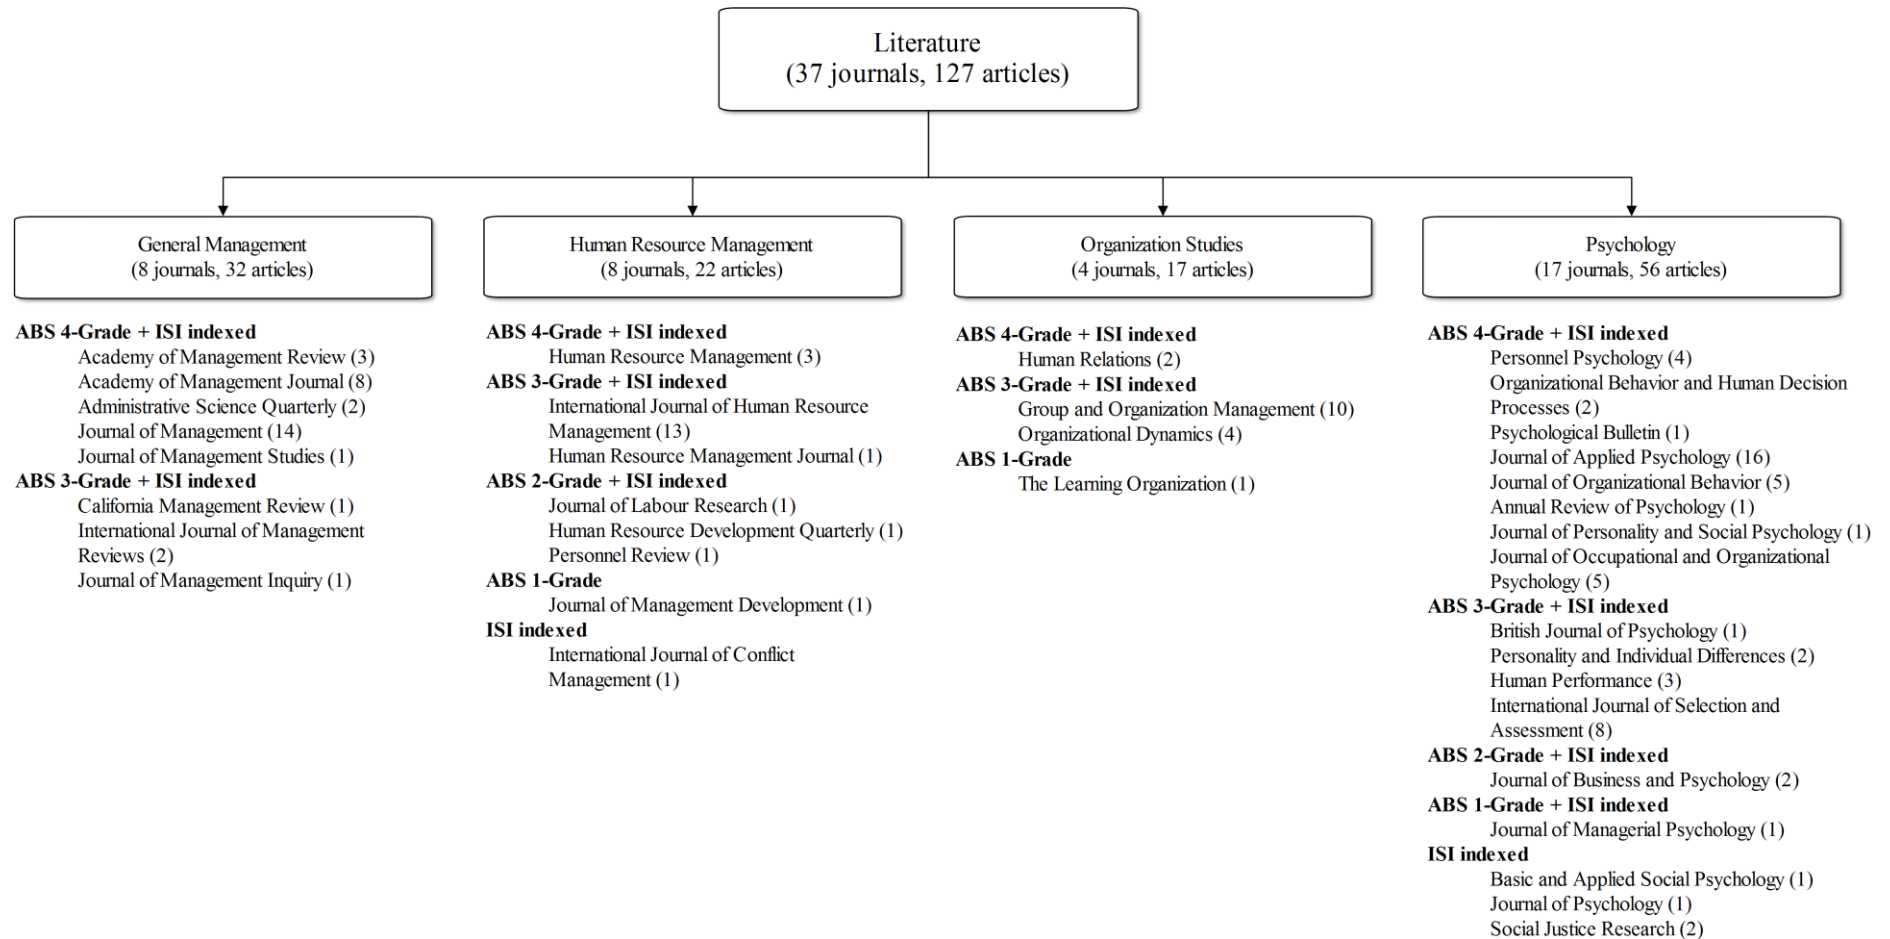 Literature
(37 journals, 127 articles)
General Management
(8 journals, 32 articles)
ABS 4-Grade + ISI indexed
Academy of Management Review (3)
Academy of Management Journal (8)
Administrative Science Quarterly (2)
Journal of Management (14)
Journal of Management Studies (1)
ABS 3-Grade + ISI indexed
California Management Review (1)
International Journal of Management
Reviews (2)
Journal of Management Inquiry (1)
Human Resource Management
(8 journals, 22 articles)
ABS 4-Grade + ISI indexed
Human Resource Management (3)
ABS 3-Grade + ISI indexed
International Journal of Human Resource
Management (13)
Human Resource Management Journal (1)
ABS 2-Grade + ISI indexed
Journal of Labour Research (1)
Human Resource Development Quarterly (1)
Personnel Review (1)
ABS 1-Grade
Journal of Management Development (1)
ISI indexed
International Journal of Conflict
Management (1)
Organization Studies
(4 journals, 17 articles)
ABS 4-Grade + ISI indexed
Human Relations (2)
ABS 3-Grade + ISI indexed
Group and Organization Management (10)
Organizational Dynamics (4)
ABS 1-Grade
The Learning Organization (1)
Psychology
(17 journals, 56 articles)
ABS 4-Grade + ISI indexed
Personnel Psychology (4)
Organizational Behavior and Human Decision
Processes (2)
Psychological Bulletin (1)
Journal of Applied Psychology (16)
Journal of Organizational Behavior (5)
Annual Review of Psychology (1)
Journal of Personality and Social Psychology (1)
Journal of Occupational and Organizational
Psychology (5)
ABS 3-Grade + ISI indexed
British Journal of Psychology (1)
Personality and Individual Differences (2)
Human Performance (3)
International Journal of Selection and
Assessment (8)
ABS 2-Grade + ISI indexed
Journal of Business and Psychology (2)
ABS 1-Grade + ISI indexed
Journal of Managerial Psychology (1)
ISI indexed
Basic and Applied Social Psychology (1)
Journal of Psychology (1)
Social Justice Research (2)